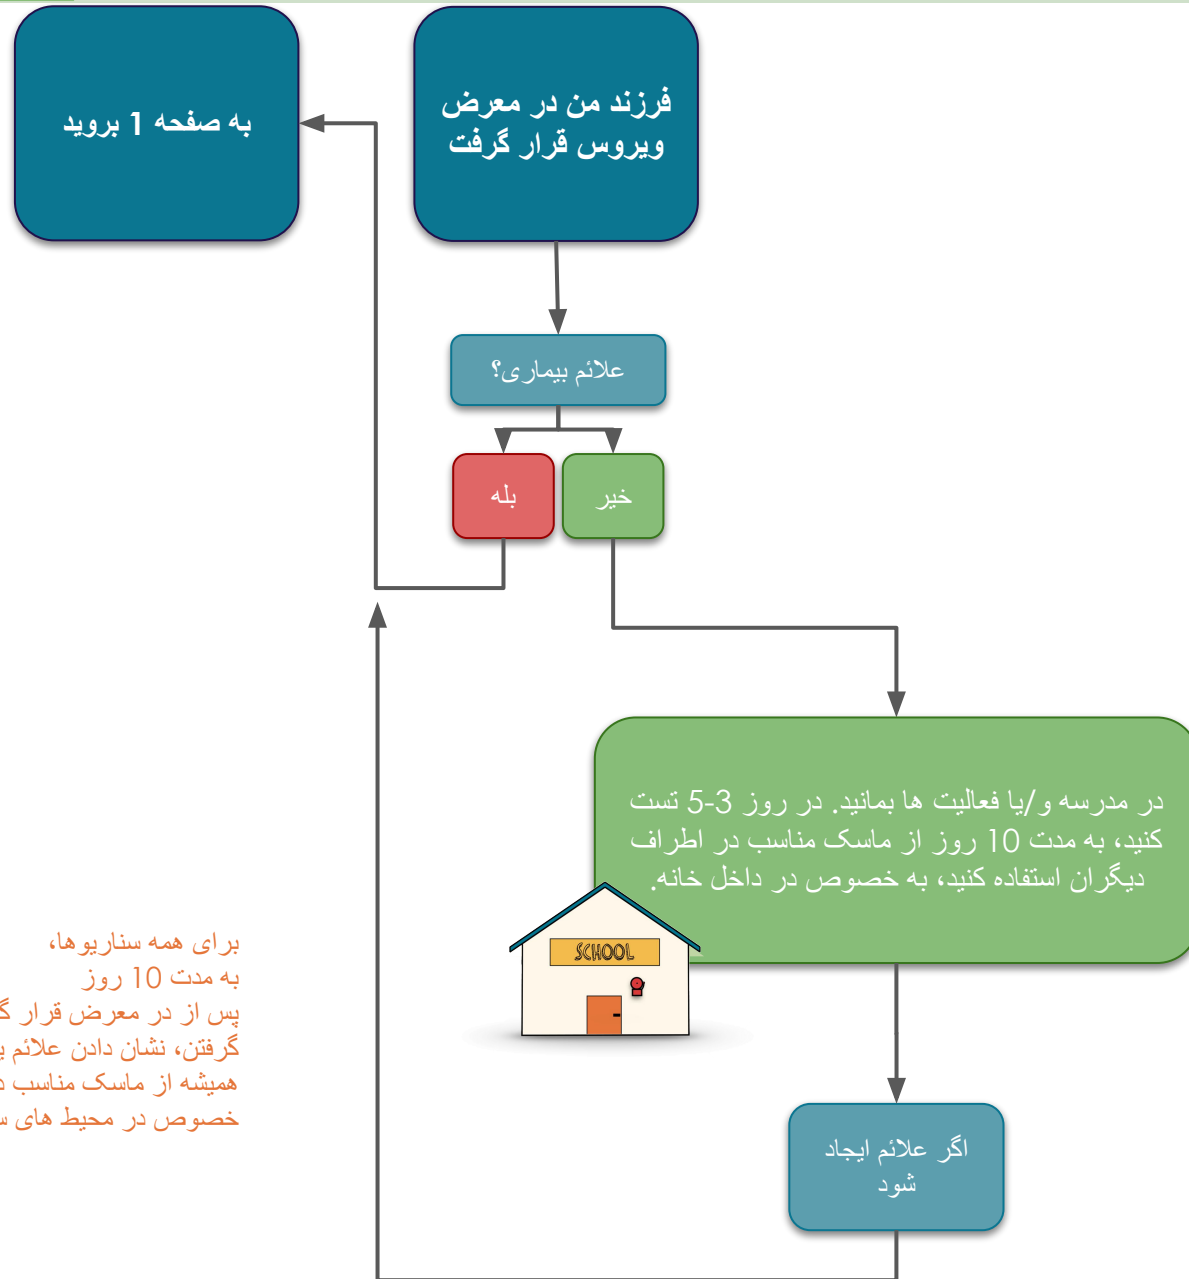 فرزند من در معرض
ویروس قرار گرفت
به صفحه 1 بروید
علائم بیماری؟
خیر
بله
در مدرسه و/یا فعالیت ها بمانید. در روز 3-5 تست
کنید، به مدت 10 روز از ماسک مناسب در اطراف
دیگران استفاده کنید، به خصوص در داخل خانه.
SCHOOL
اگر علائم ایجاد
شود
برای همه سناریوها،
به مدت 10 روز
پس از در معرض قرار
گرفتن، نشان دادن علائم
همیشه از ماسک مناسب
خصوص در محیط های